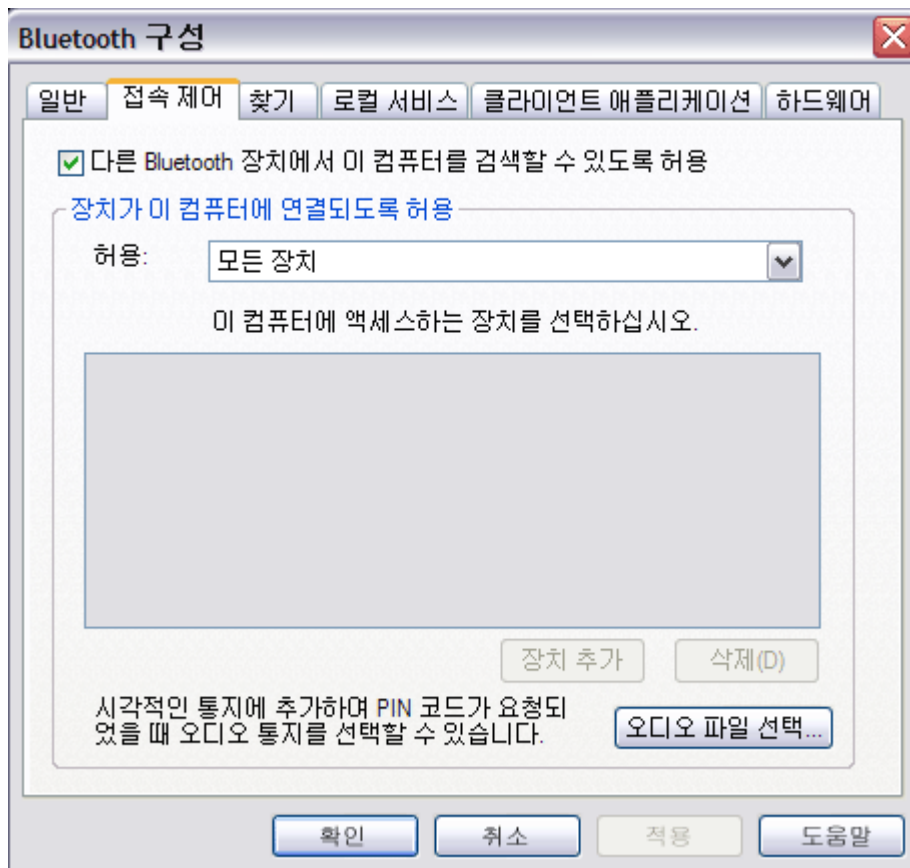 Bluetooth 구성
일반 접속 제어 찾기 로컬 서비스 클라이언트 애플리케이션 하드웨어
다른 Bluetooth 장치에서 이 컴퓨터를 검색할 수 있도록 허용
장치가 이 컴퓨터에 연결되도록 허용
허용: 모든 장치
이 컴퓨터에 액세스하는 장치를 선택하십시오.
장치 추가 삭제(D)
시각적인 통지에 추가하며 PIN 코드가 요청되
었을 때 오디오 통지를 선택할 수 있습니다.
오디오 파일 선택...
확인 취소 적용 도움말